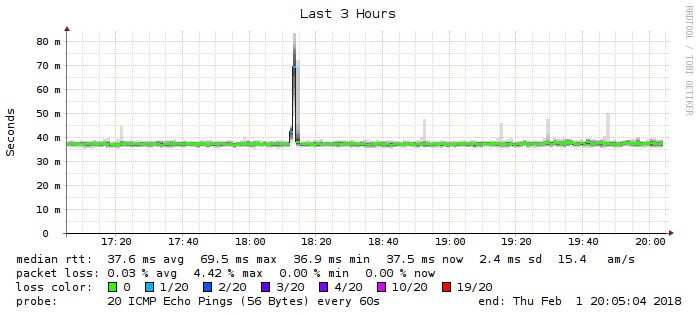 Last 3 Hours
RRDTOOL / TOBI OETIKER
Seconds
80 m
70 m
60 m
50 m
40 m
30 m
20 m
10 m
0
17:20 17:40 18:00 18:20 18:40 19:00 19:20 19:40 20:00
median rtt: 37.6 ms avg 69.5 ms max 36.9 ms min 37.5 ms now 2.4 ms sd 15.4 am/s
packet loss: 0.03 % avg 4.42 % max 0.00 % min 0.00 % now
loss color: 0 1/20 2/20 3/20 4/20 10/20 19/20
probe: 20 ICMP Echo Pings (56 Bytes) every 60s end: Thu Feb 1 20:05:04 2018